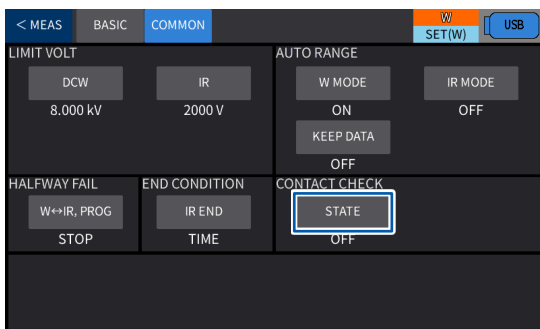 < MEAS BASIC COMMON W SET(W) USB
LIMIT VOLT AUTO RANGE
DCW IR W MODE IR MODE
8.000 kV 2000 V ON OFF
KEEP DATA
OFF
HALFWAY FAIL END CONDITION CONTACT CHECK
W↔IR, PROG IR END STATE
STOP TIME OFF